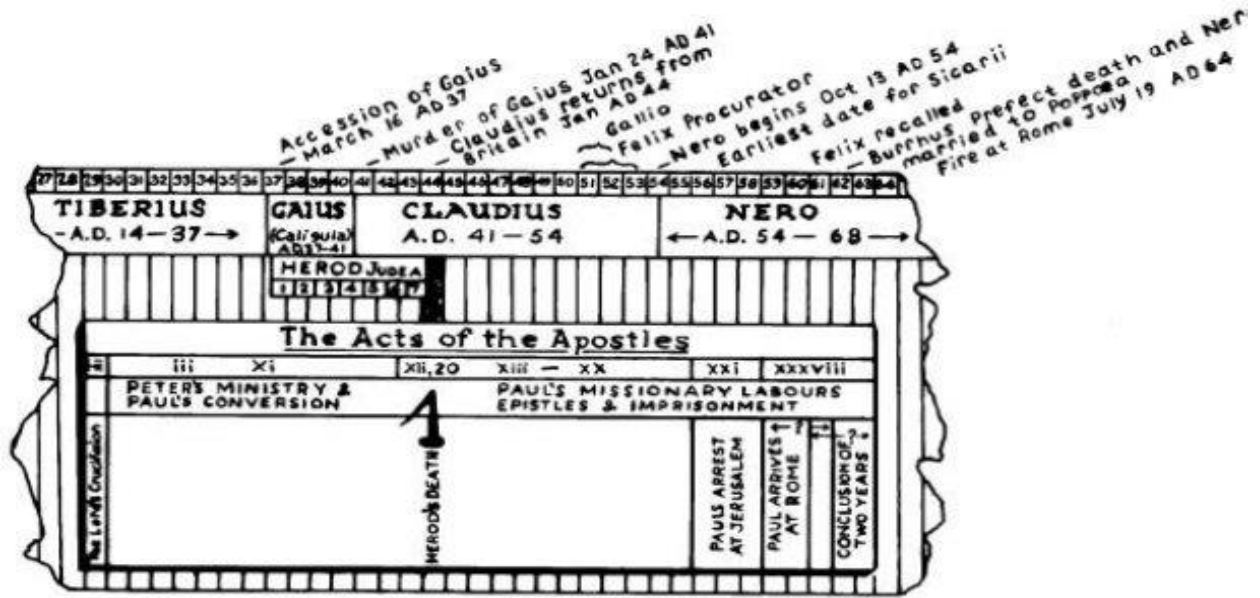 Accession of Gaius
March 16 AD 37
Murder of Gaius Jan 24 AD 41
Claudius returns from
Britain Jan AD 44
Gallio
Felix Procurator
Nero begins Oct 13 AD 54
Earliest date for Sicarii
Felix recalled
Burrhus Prefect death and Ner
married to Poppaea
Fire at Rome July 19 AD 64
27 28 29 30 31 32 33 34 35 36 37 38 39 40 41 42 43 44 45 46 47 48 49 50 51 52 53 54 55 56 57 58 59 60 61 62 63 64
TIBERIUS
A.D. 14-37
GAIUS
(Caligula)
AD37-41
CLAUDIUS
A.D. 41-54
NERO
A.D. 54-68
HEROD JUDEA
1 2 3 4 5 6 7
The Acts of the Apostles
iii xi xii,20 xiii - xx xxi xxxviii
PETER'S MINISTRY &
PAUL'S CONVERSION
PAUL'S MISSIONARY LABOURS
EPISTLES & IMPRISONMENT
The Lord's Crucifixion
HEROD'S DEATH
PAUL'S ARREST
AT JERUSALEM
PAUL ARRIVES
AT ROME ?
CONCLUSION OF ?
TWO YEARS